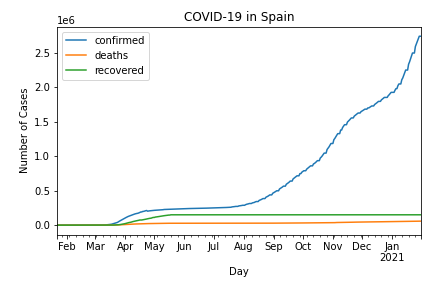 COVID-19 in Spain
1e6
confirmed
deaths
recovered
2.5
2.0
1.5
1.0
0.5
0.0
Number of Cases
Feb Mar Apr May Jun Jul Aug Sep Oct Nov Dec Jan
2021
Day